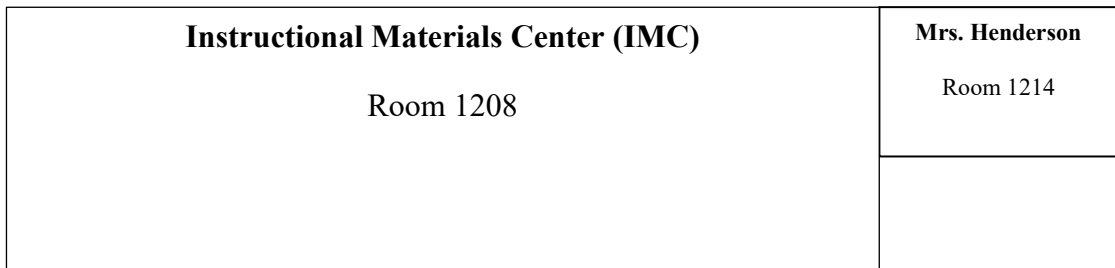 Instructional Materials Center (IMC)
Room 1208
Mrs. Henderson
Room 1214